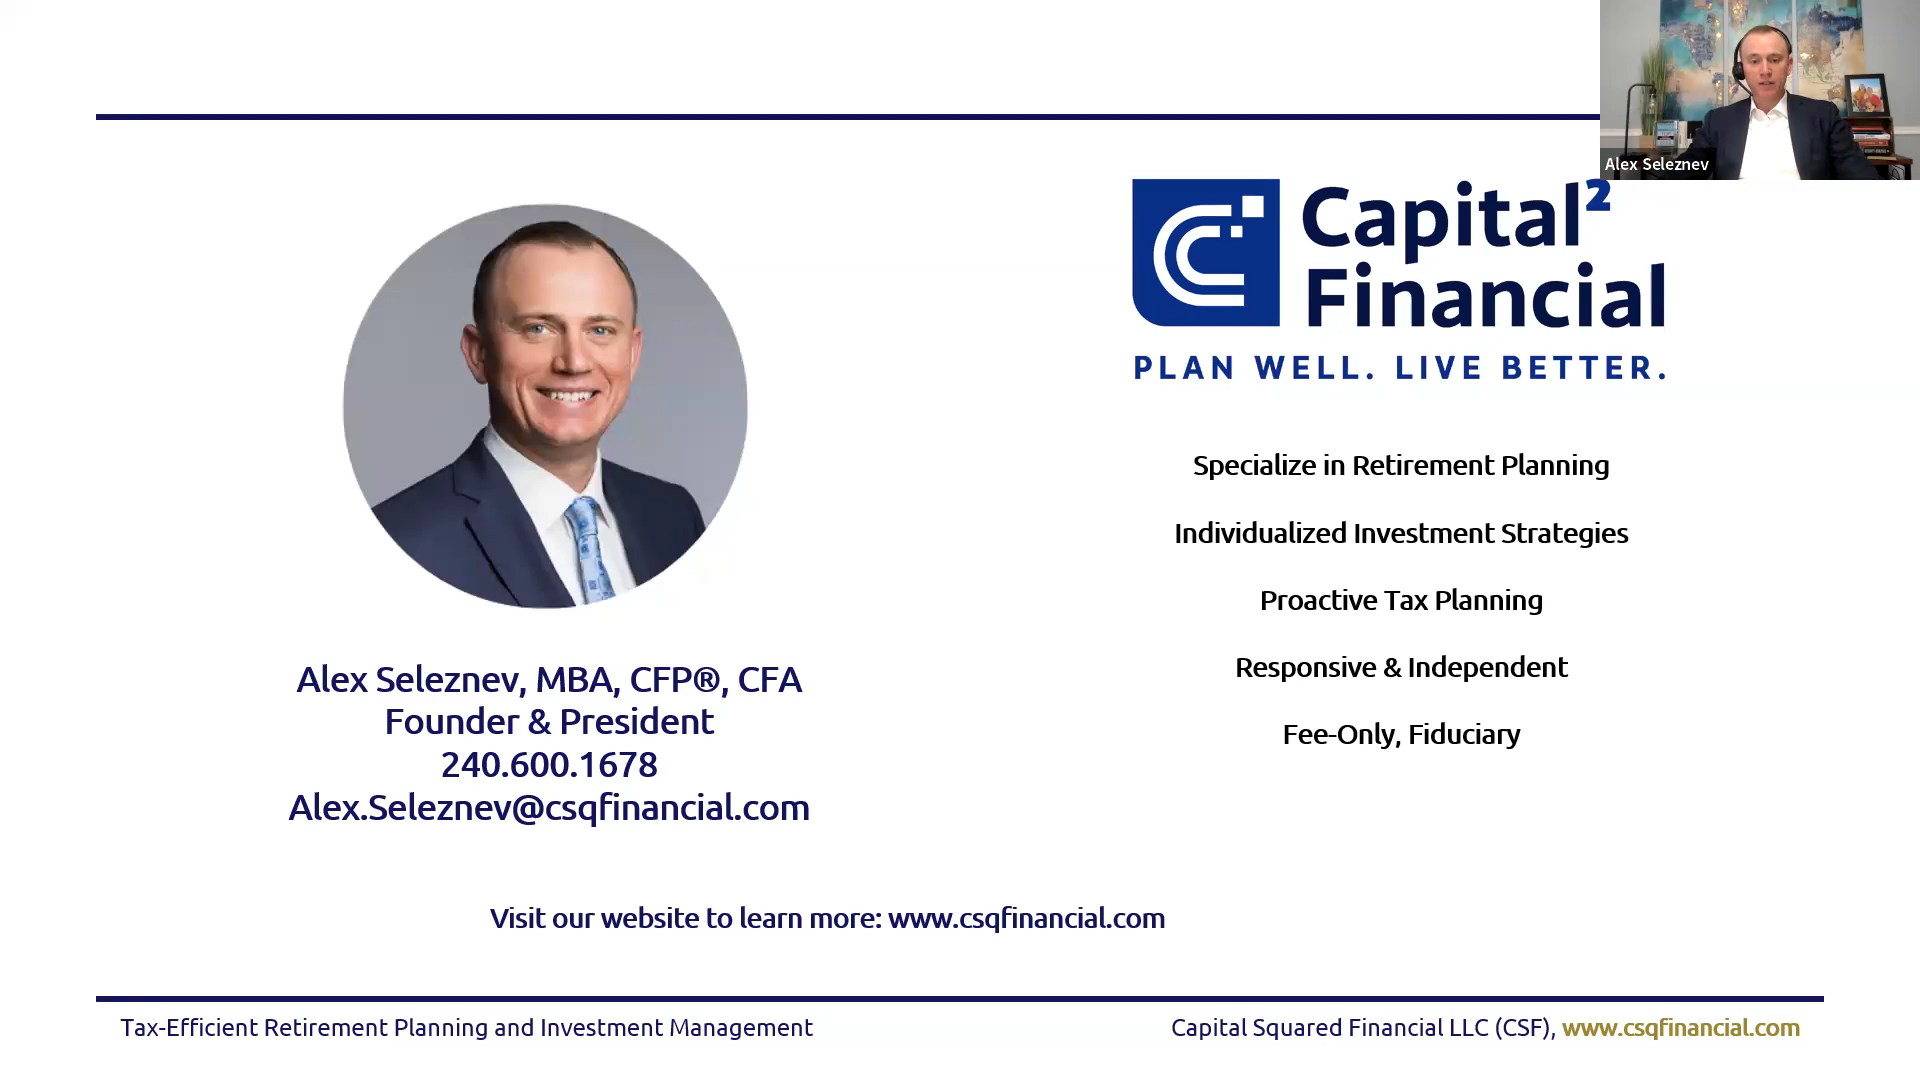 Alex Seleznev
Capital²
Financial
PLAN WELL. LIVE BETTER.
Specialize in Retirement Planning
Individualized Investment Strategies
Proactive Tax Planning
Responsive & Independent
Fee-Only, Fiduciary
Alex Seleznev, MBA, CFP®, CFA
Founder & President
240.600.1678
Alex.Seleznev@csqfinancial.com
Visit our website to learn more: www.csqfinancial.com
Tax-Efficient Retirement Planning and Investment Management
Capital Squared Financial LLC (CSF), www.csqfinancial.com